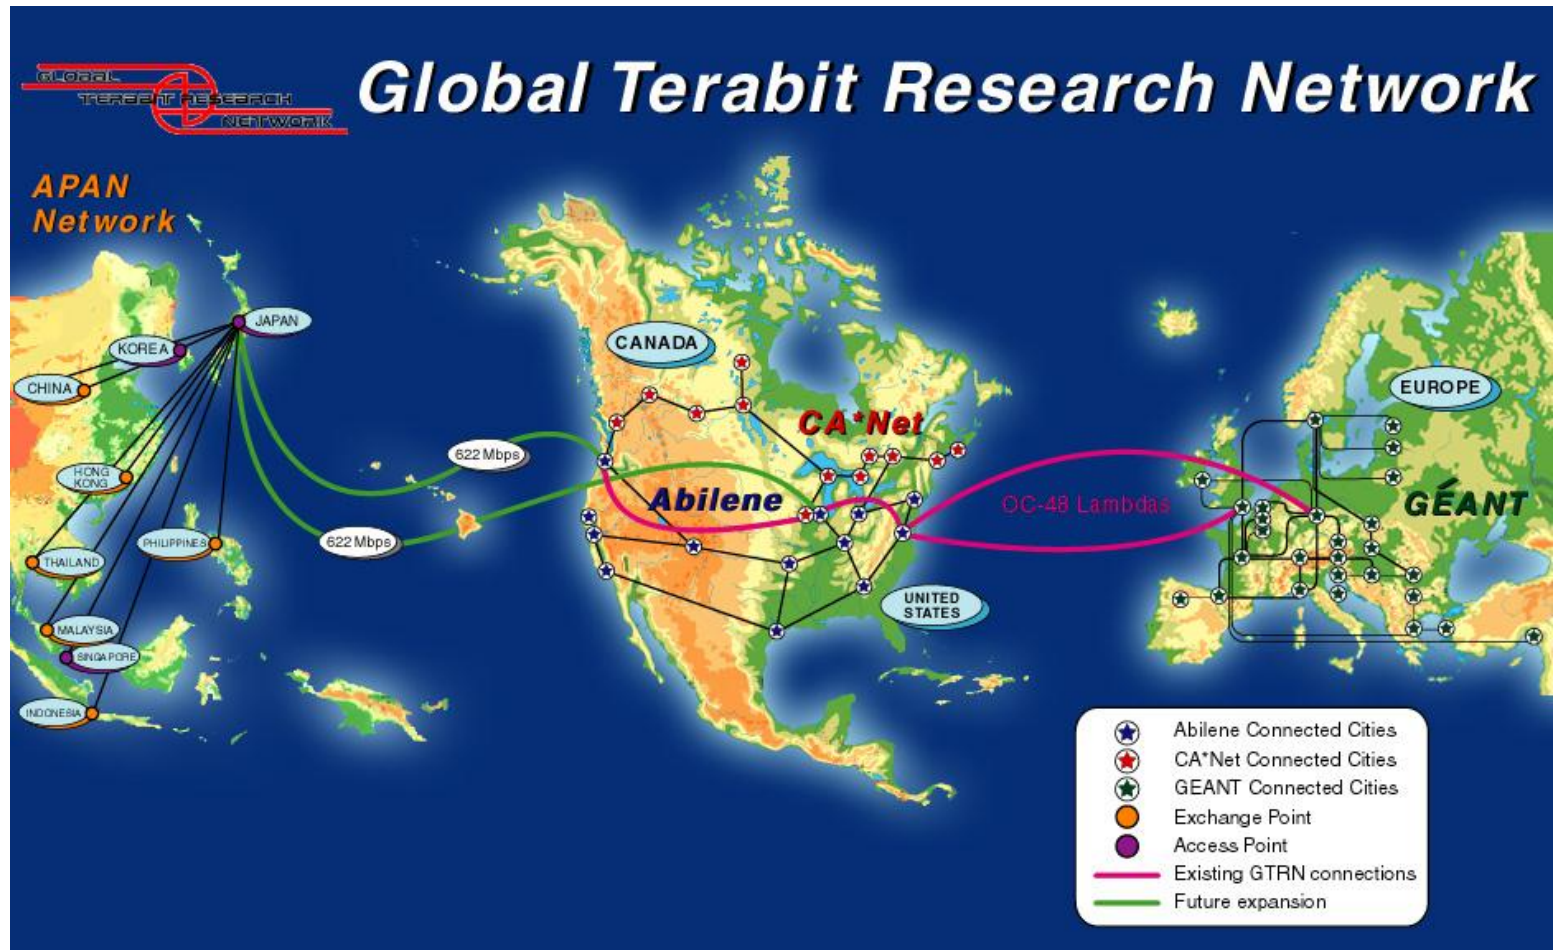 GLOBAL
TERABIT RESEARCH
NETWORK
Global Terabit Research Network
APAN
Network
JAPAN
KOREA
CHINA
HONG
KONG
PHILIPPINES
THAILAND
MALAYSIA
SINGAPORE
INDONESIA
622 Mbps
622 Mbps
CANADA
CA*Net
Abilene
UNITED
STATES
OC-48 Lambdas
EUROPE
GÉANT
Abilene Connected Cities
CA*Net Connected Cities
GEANT Connected Cities
Exchange Point
Access Point
Existing GTRN connections
Future expansion